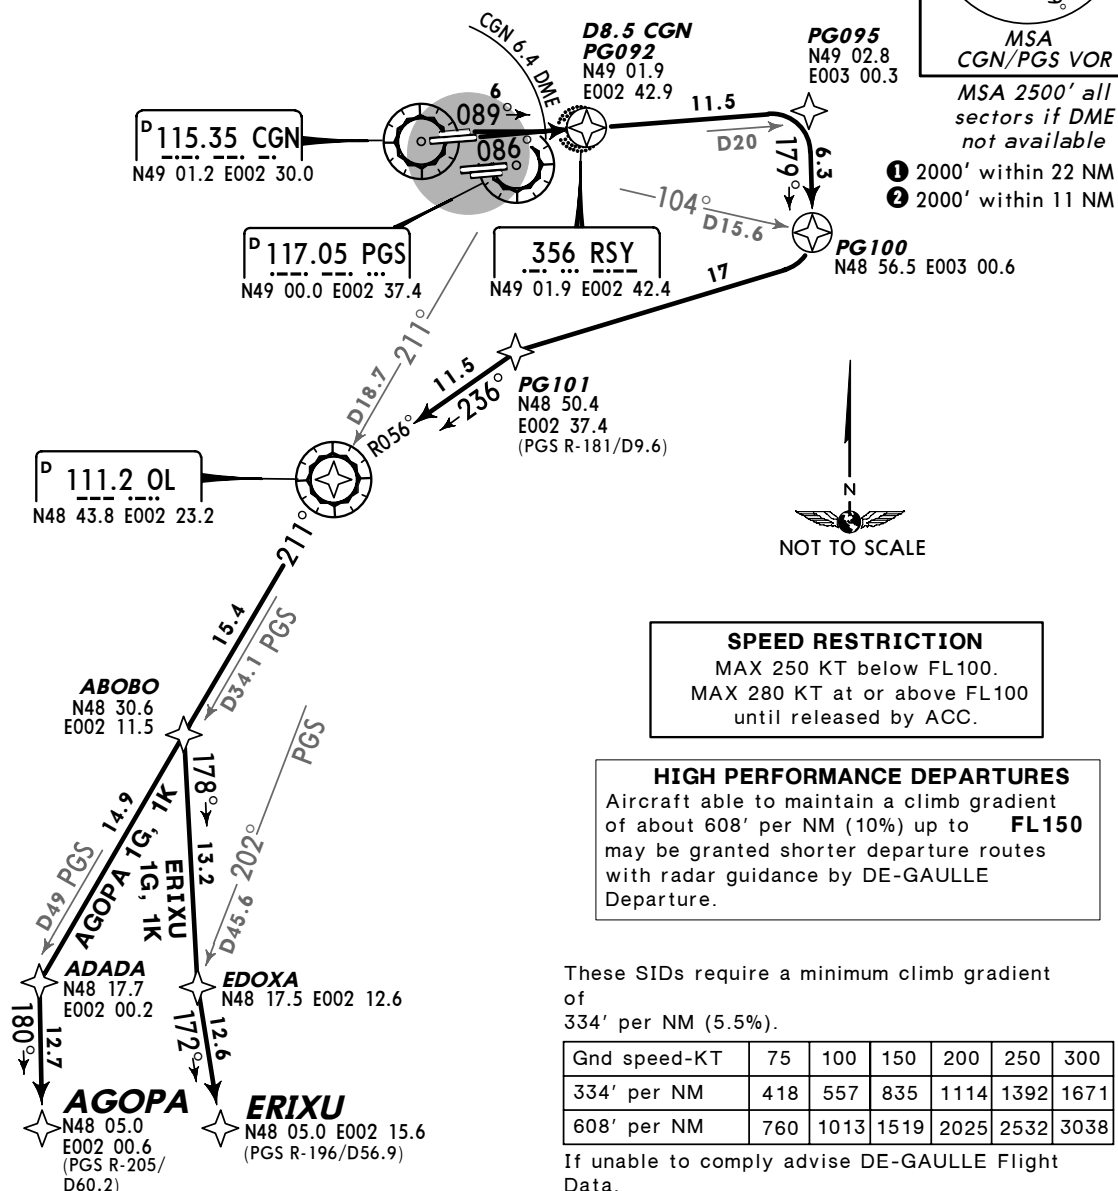 CGN 6.4 DME
D8.5 CGN
PG092
N49 01.9
E002 42.9
PG095
N49 02.8
E003 00.3
MSA
CGN/PGS VOR
MSA 2500' all
sectors if DME
not available
❶ 2000' within 22 NM
❷ 2000' within 11 NM
D 115.35 CGN
N49 01.2 E002 30.0
6
089°
086°
11.5
D20
179°
6.3
104°
D15.6
D 117.05 PGS
N49 00.0 E002 37.4
356 RSY
N49 01.9 E002 42.4
PG100
N48 56.5 E003 00.6
17
211°
D18.7
11.5
236°
R056°
PG101
N48 50.4
E002 37.4
(PGS R-181/D9.6)
D 111.2 OL
N48 43.8 E002 23.2
N
NOT TO SCALE
211°
15.4
D34.1 PGS
ABOBO
N48 30.6
E002 11.5
SPEED RESTRICTION
MAX 250 KT below FL100.
MAX 280 KT at or above FL100
until released by ACC.
PGS
202°
D45.6
178°
13.2
14.9
AGOPA 1G, 1K
ERIXU
1G, 1K
D49 PGS
HIGH PERFORMANCE DEPARTURES
Aircraft able to maintain a climb gradient
of about 608' per NM (10%) up to FL150
may be granted shorter departure routes
with radar guidance by DE-GAULLE
Departure.
ADADA
N48 17.7
E002 00.2
EDOXA
N48 17.5 E002 12.6
180°
12.7
172°
12.6
AGOPA
N48 05.0
E002 00.6
(PGS R-205/
D60.2)
ERIXU
N48 05.0 E002 15.6
(PGS R-196/D56.9)
These SIDs require a minimum climb gradient
of
334' per NM (5.5%).
Gnd speed-KT 75 100 150 200 250 300
334' per NM 418 557 835 1114 1392 1671
608' per NM 760 1013 1519 2025 2532 3038
If unable to comply advise DE-GAULLE Flight
Data.